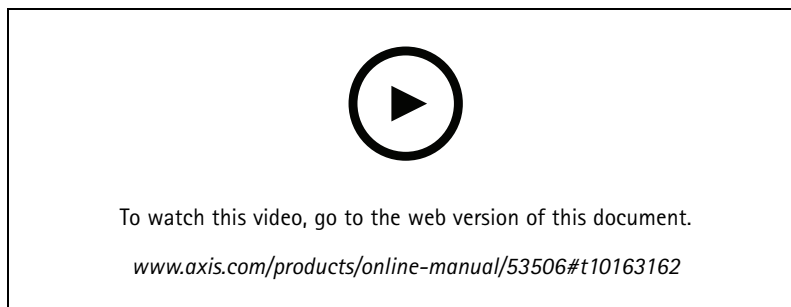 To watch this video, go to the web version of this document.
www.axis.com/products/online-manual/53506#t10163162